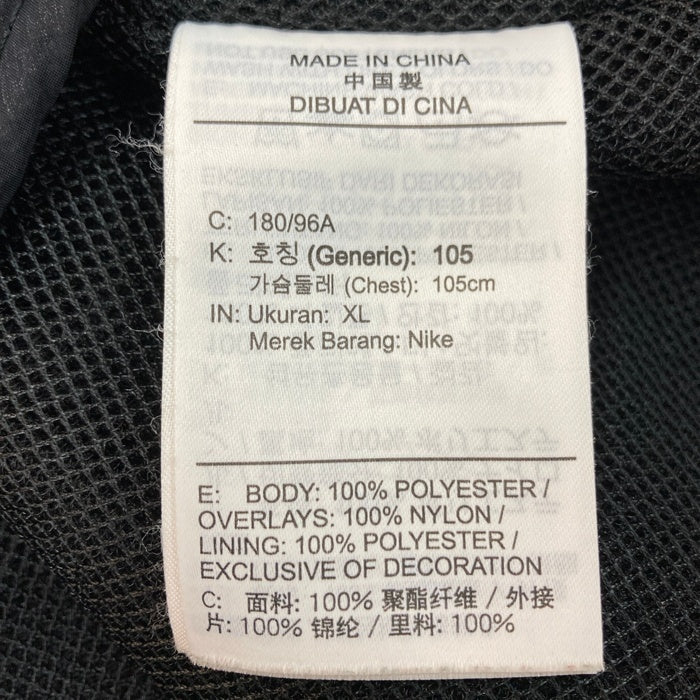 MADE IN CHINA
中国製
DIBUAT DI CINA
C: 180/96A
K: 호칭 (Generic): 105
가슴둘레 (Chest): 105cm
IN: Ukuran: XL
Merek Barang: Nike
E: BODY: 100% POLYESTER /
OVERLAYS: 100% NYLON /
LINING: 100% POLYESTER /
EXCLUSIVE OF DECORATION
C: 面料: 100% 聚酯纤维 / 外接
片: 100% 锦纶 / 里料: 100%